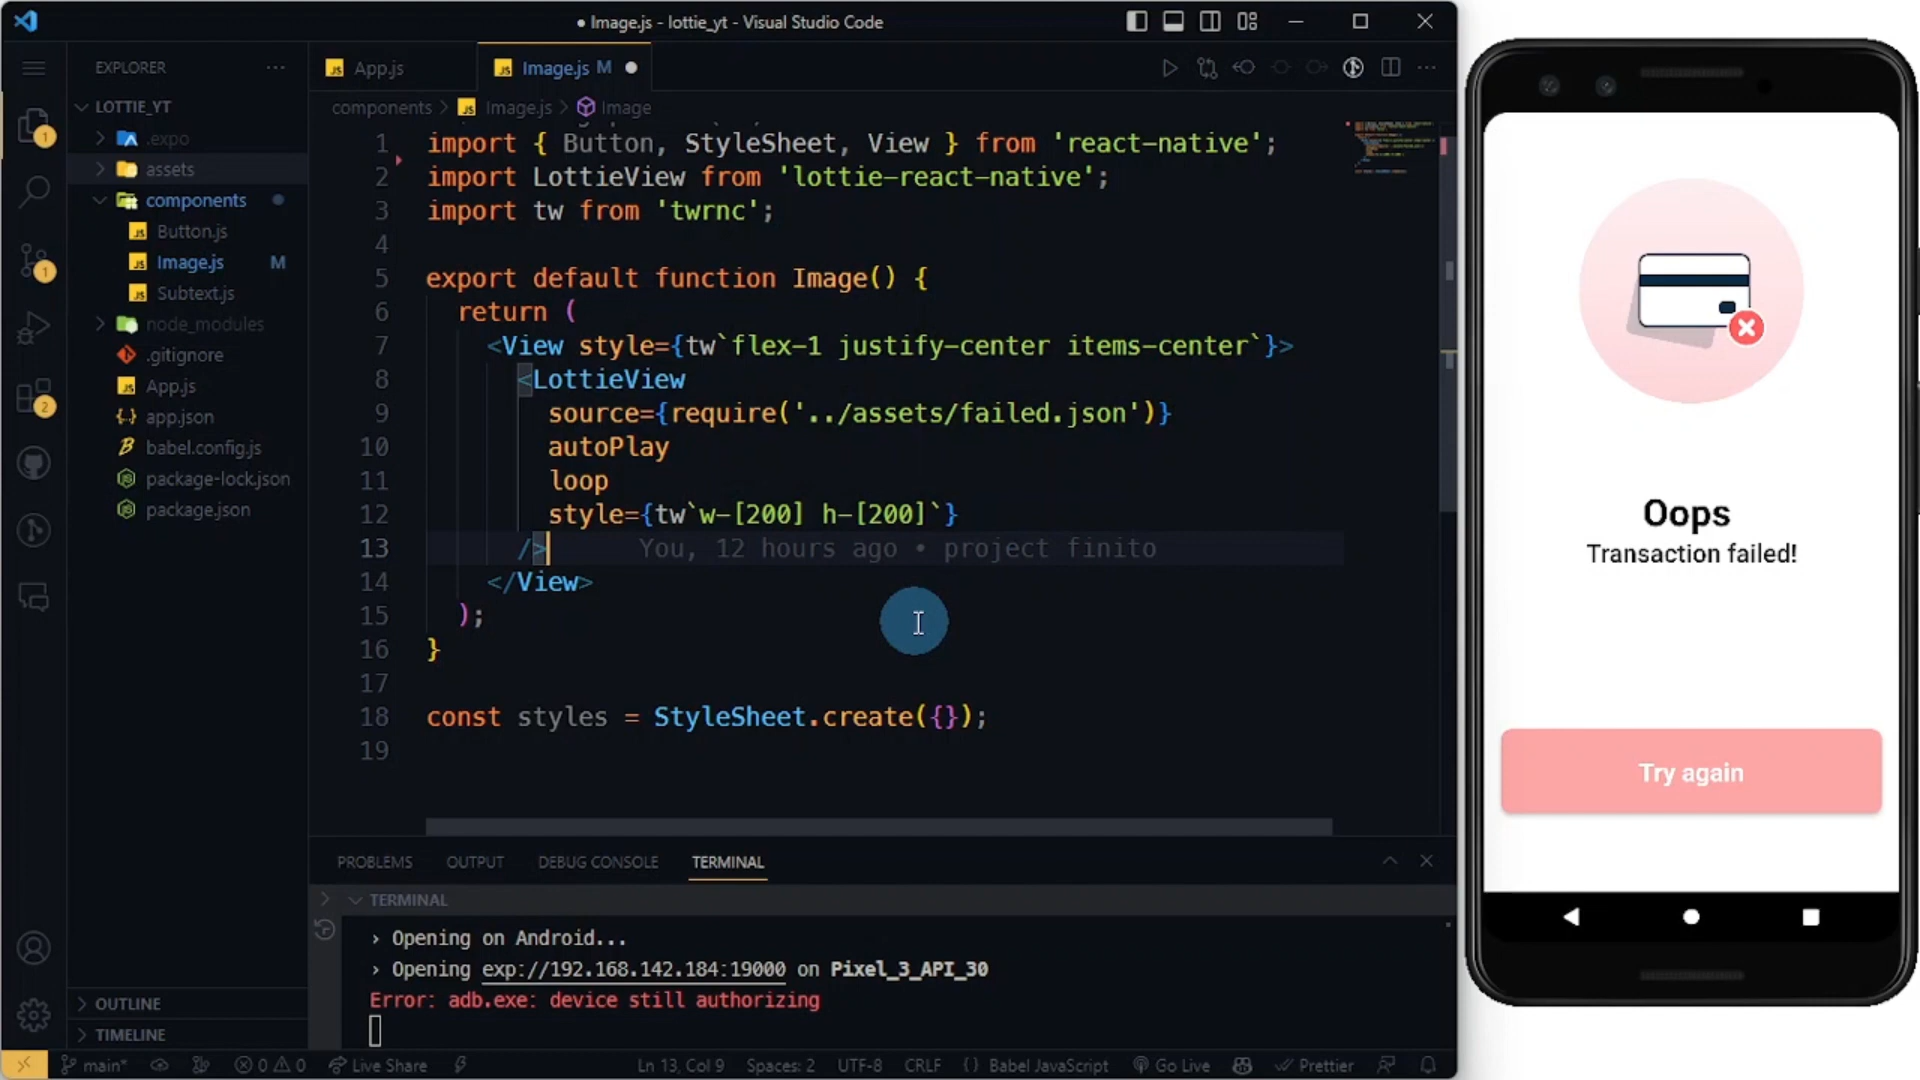 ● Image.js - lottie_yt - Visual Studio Code
EXPLORER
LOTTIE_YT
.expo
assets
components
Button.js
Image.js M
Subtext.js
node_modules
.gitignore
App.js
app.json
babel.config.js
package-lock.json
package.json
OUTLINE
TIMELINE
1
1
2
App.js
Image.js M ●
components > Image.js > Image
1 import { Button, StyleSheet, View } from 'react-native';
2 import LottieView from 'lottie-react-native';
3 import tw from 'twrnc';
4
5 export default function Image() {
6 return (
7 <View style={tw`flex-1 justify-center items-center`}>
8 <LottieView
9 source={require('../assets/failed.json')}
10 autoPlay
11 loop
12 style={tw`w-[200] h-[200]`}
13 /> You, 12 hours ago • project finito
14 </View>
15 );
16 }
17
18 const styles = StyleSheet.create({});
19
PROBLEMS OUTPUT DEBUG CONSOLE TERMINAL
TERMINAL
› Opening on Android...
› Opening exp://192.168.142.184:19000 on Pixel_3_API_30
Error: adb.exe: device still authorizing
main* 0 0 Live Share Ln 13, Col 9 Spaces: 2 UTF-8 CRLF {} Babel JavaScript Go Live Prettier
Oops
Transaction failed!
Try again